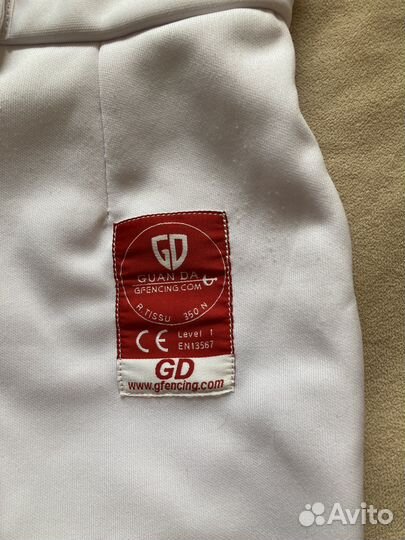 GD
GUAN DA
GFENCING.COM
R.TISSU 350 N
CE Level 1
EN13567
GD
www.gfencing.com
Avito